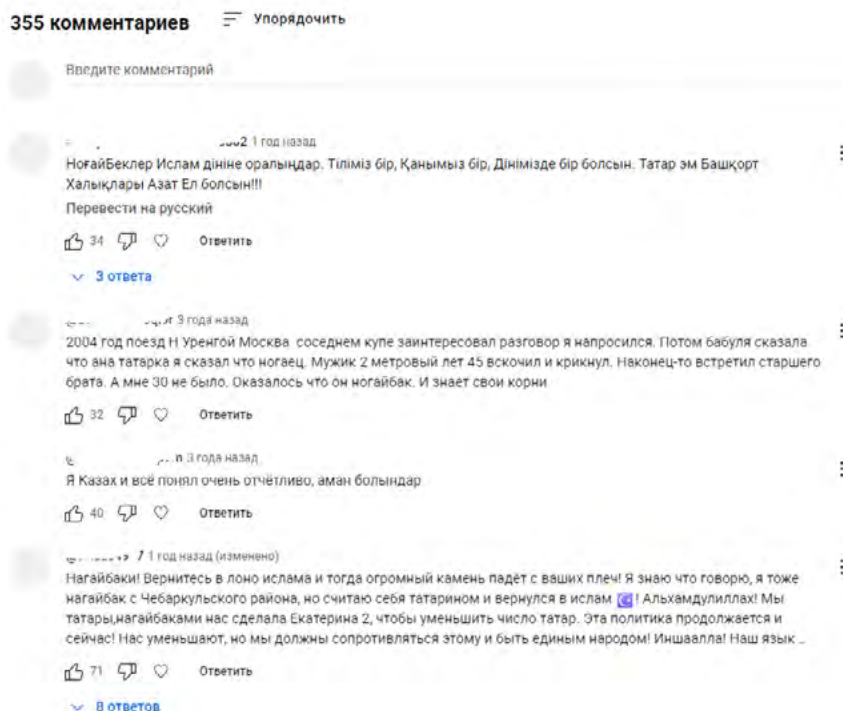 355 комментариев Упорядочить
Введите комментарий
2 1 год назад
НоғайБеклер Ислам дініне оралыңдар. Тіліміз бір, Қанымыз бір, Дінімізде бір болсын. Татар эм Башқорт
Халықлары Азат Ел болсын!!!
Перевести на русский
34 Ответить
3 ответа
3 года назад
2004 год поезд Н Уренгой Москва соседнем купе заинтересовал разговор я напросился. Потом бабуля сказала
что ана татарка я сказал что ногаец. Мужик 2 метровый лет 45 вскочил и крикнул. Наконец-то встретил старшего
брата. А мне 30 не было. Оказалось что он ногайбак. И знает свои корни
32 Ответить
3 года назад
Я Казах и всё понял очень отчётливо, аман болындар
40 Ответить
1 год назад (изменено)
Нагайбаки! Вернитесь в лоно ислама и тогда огромный камень падёт с ваших плеч! Я знаю что говорю, я тоже
нагайбак с Чебаркульского района, но считаю себя татарином и вернулся в ислам ! Альхамдулиллах! Мы
татары,нагайбаками нас сделала Екатерина 2, чтобы уменьшить число татар. Эта политика продолжается и
сейчас! Нас уменьшают, но мы должны сопротивляться этому и быть единым народом! Иншаалла! Наш язык ...
71 Ответить
8 ответов